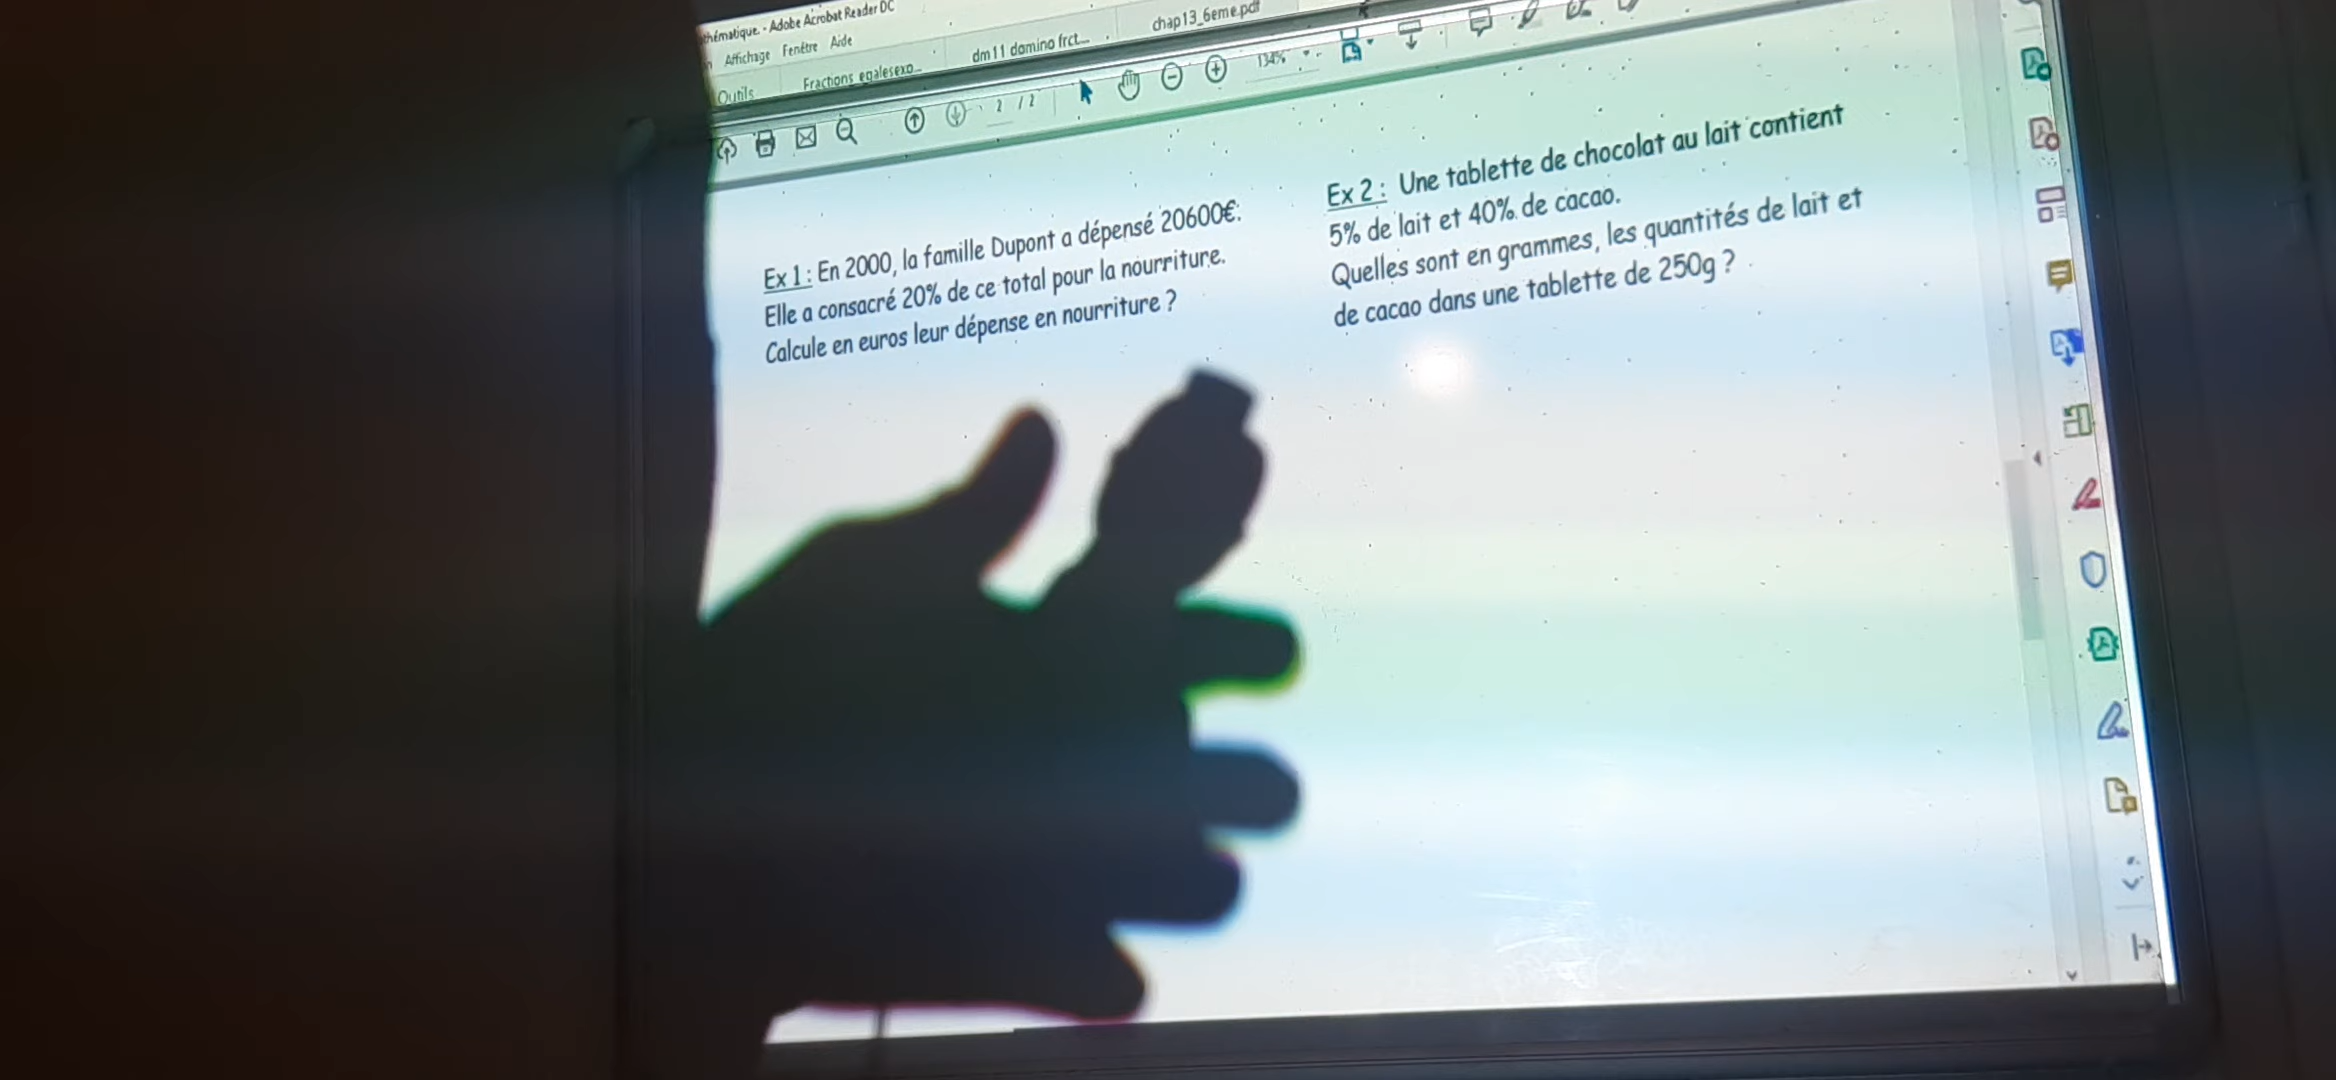 thématique. - Adobe Acrobat Reader DC
Affichage Fenêtre Aide
Outils
Fractions egalesexo...
dm11 domino frct...
chap13_6eme.pdf
2 / 2
134%
Ex 1 : En 2000, la famille Dupont a dépensé 20600€.
Elle a consacré 20% de ce total pour la nourriture.
Calcule en euros leur dépense en nourriture ?
Ex 2 : Une tablette de chocolat au lait contient
5% de lait et 40% de cacao.
Quelles sont en grammes, les quantités de lait et
de cacao dans une tablette de 250g ?